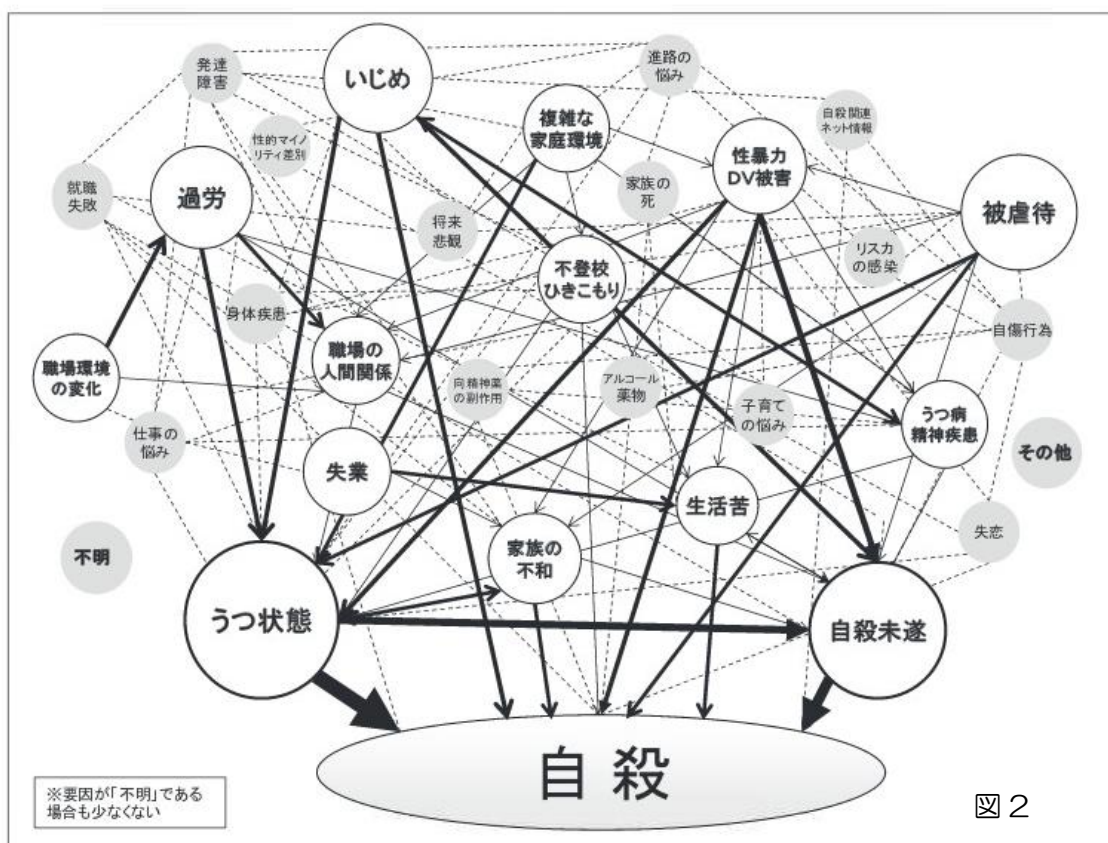 発達
障害
いじめ
進路の
悩み
複雑な
家庭環境
自殺関連
ネット情報
性的マイノ
リティ差別
性暴力
DV被害
就職
失敗
過労
家族の
死
被虐待
将来
悲観
リスカ
の感染
不登校
ひきこもり
身体疾患
自傷行為
職場環境
の変化
職場の
人間関係
向精神薬
の副作用
アルコール
薬物
子育て
の悩み
うつ病
精神疾患
仕事の
悩み
その他
失業
生活苦
失恋
不明
家族の
不和
うつ状態
自殺未遂
自殺
※要因が「不明」である
場合も少なくない
図2